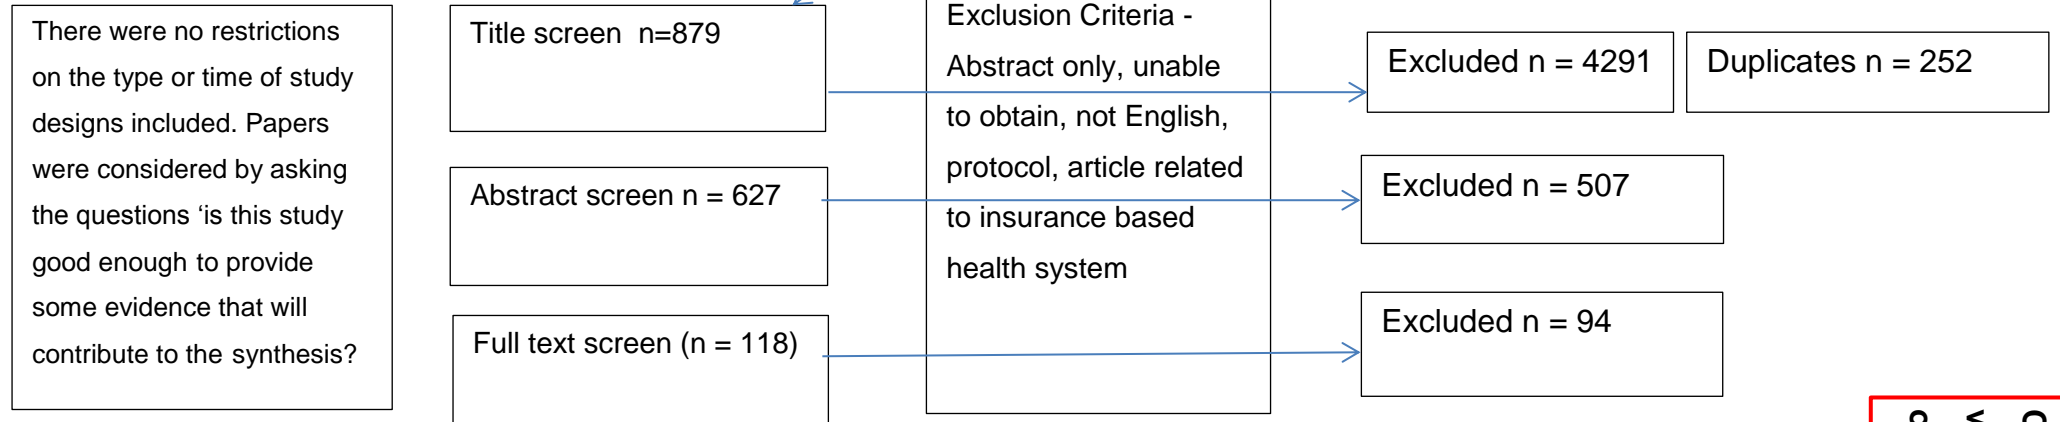 There were no restrictions
on the type or time of study
designs included. Papers
were considered by asking
the questions ‘is this study
good enough to provide
some evidence that will
contribute to the synthesis?
Title screen  n=879
Abstract screen n = 627
Full text screen (n = 118)
Exclusion Criteria -
Abstract only, unable
to obtain, not English,
protocol, article related
to insurance based
health system
Excluded n = 4291
Duplicates n = 252
Excluded n = 507
Excluded n = 94